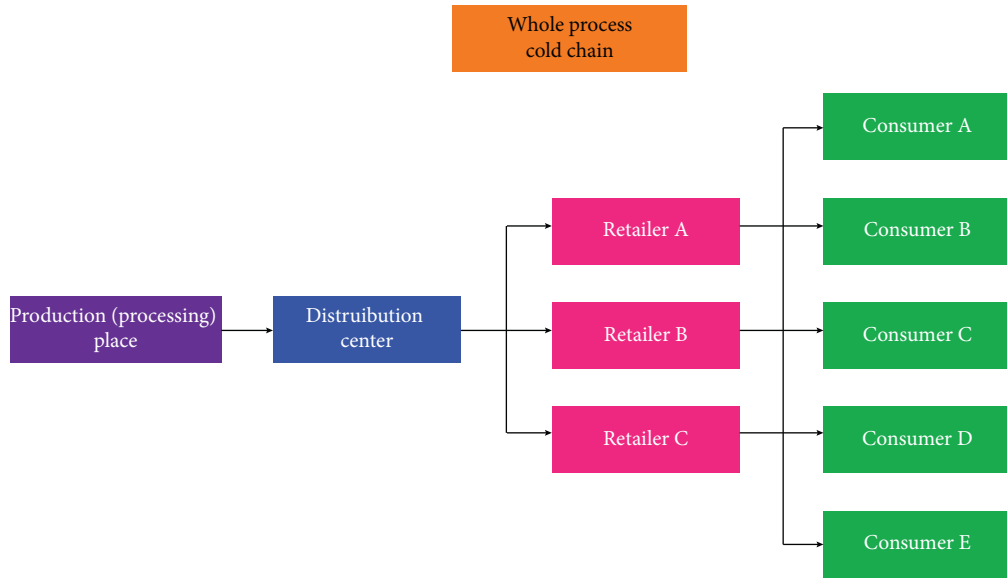 Whole process
cold chain
Consumer A
Retailer A
Consumer B
Production (processing)
place
Distruibution
center
Retailer B
Consumer C
Retailer C
Consumer D
Consumer E